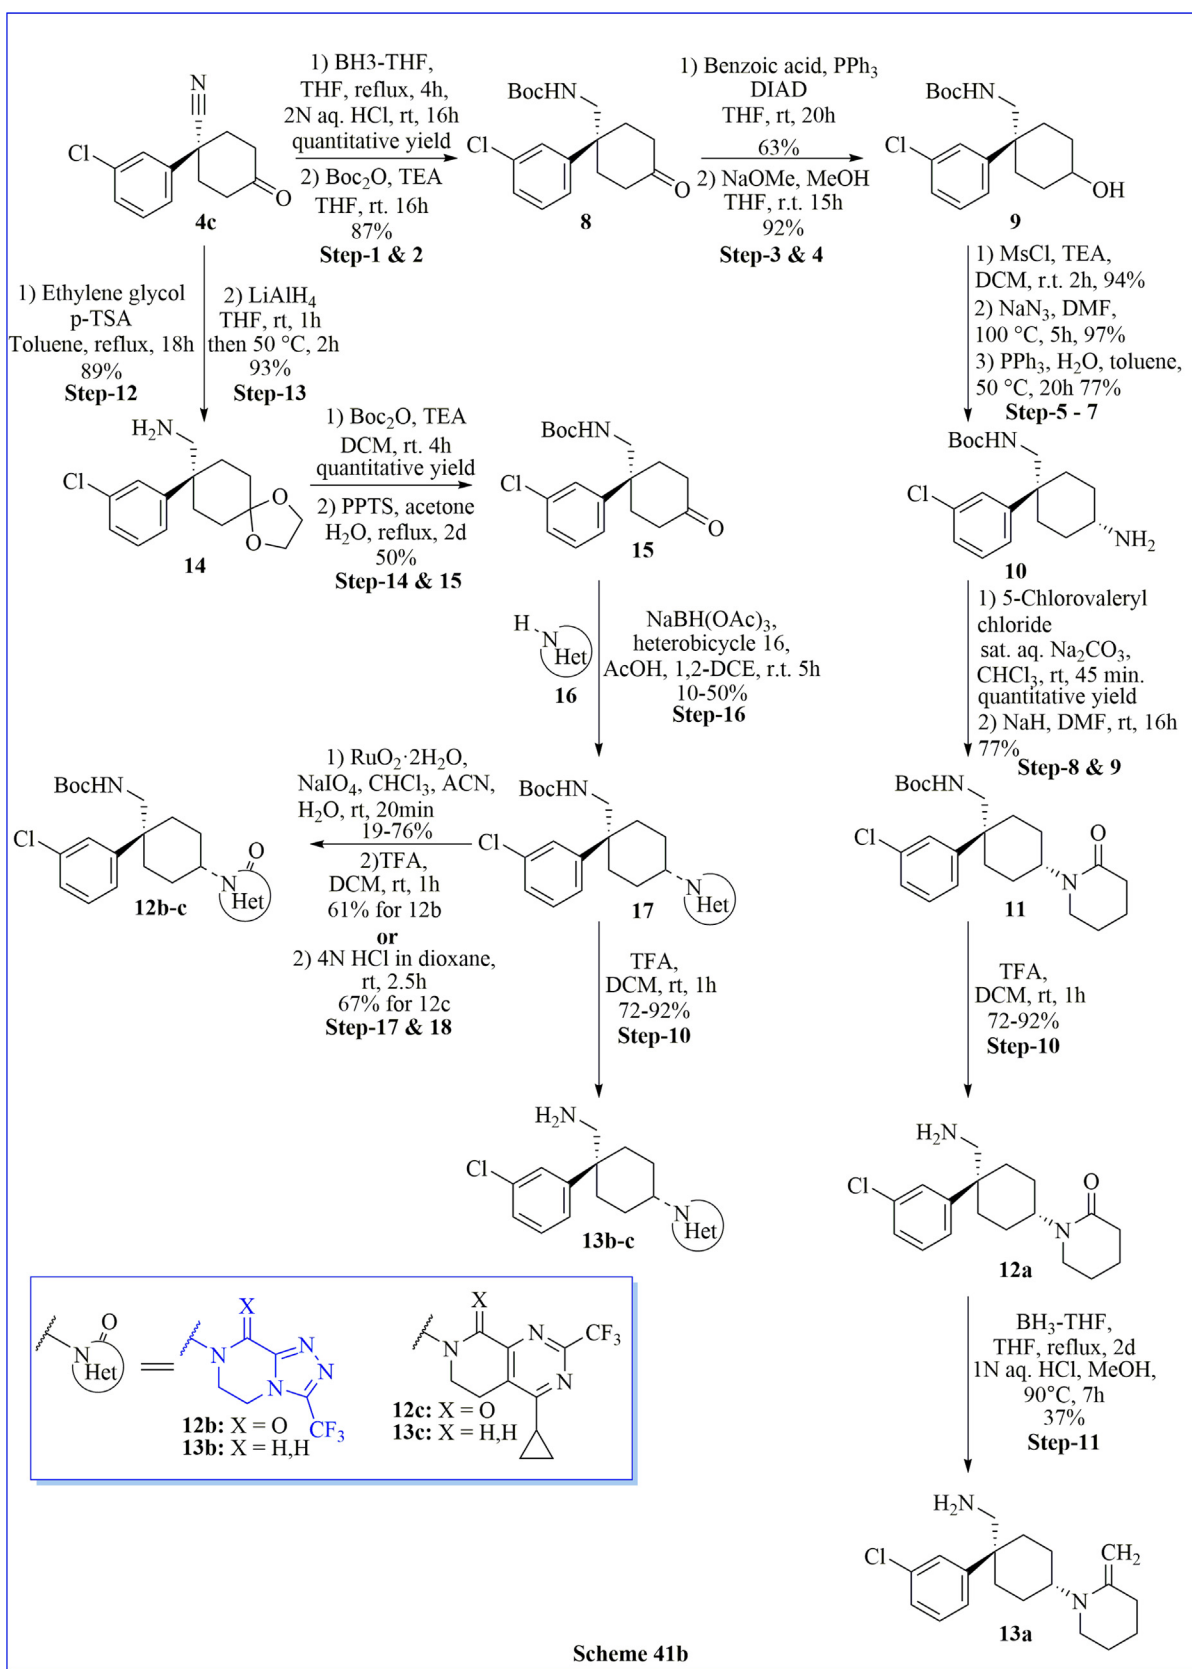 N
Cl
O
4c
1) BH3-THF,
THF, reflux, 4h,
2N aq. HCl, rt, 16h
quantitative yield
2) Boc2O, TEA
THF, rt. 16h
87%
Step-1 & 2
BocHN
Cl
O
8
1) Benzoic acid, PPh3
DIAD
THF, rt, 20h
63%
2) NaOMe, MeOH
THF, r.t. 15h
92%
Step-3 & 4
BocHN
Cl
OH
9
1) Ethylene glycol
p-TSA
Toluene, reflux, 18h
89%
Step-12
2) LiAlH4
THF, rt, 1h
then 50 °C, 2h
93%
Step-13
1) MsCl, TEA,
DCM, r.t. 2h, 94%
2) NaN3, DMF,
100 °C, 5h, 97%
3) PPh3, H2O, toluene,
50 °C, 20h 77%
Step-5 - 7
H2N
Cl
O
O
14
1) Boc2O, TEA
DCM, rt. 4h
quantitative yield
2) PPTS, acetone
H2O, reflux, 2d
50%
Step-14 & 15
BocHN
Cl
O
15
BocHN
Cl
NH2
10
H
N
Het
16
NaBH(OAc)3,
heterobicycle 16,
AcOH, 1,2-DCE, r.t. 5h
10-50%
Step-16
1) 5-Chlorovaleryl
chloride
sat. aq. Na2CO3,
CHCl3, rt, 45 min.
quantitative yield
2) NaH, DMF, rt, 16h
77%
Step-8 & 9
BocHN
Cl
O
N
Het
12b-c
1) RuO2·2H2O,
NaIO4, CHCl3, ACN,
H2O, rt, 20min
19-76%
2)TFA,
DCM, rt, 1h
61% for 12b
or
2) 4N HCl in dioxane,
rt, 2.5h
67% for 12c
Step-17 & 18
BocHN
Cl
N
Het
17
BocHN
Cl
O
N
11
TFA,
DCM, rt, 1h
72-92%
Step-10
TFA,
DCM, rt, 1h
72-92%
Step-10
H2N
Cl
N
Het
13b-c
H2N
Cl
O
N
12a
O
N
Het
X
N
N
N
N
CF3
12b: X = O
13b: X = H,H
X
N
N
N
CF3
12c: X = O
13c: X = H,H
BH3-THF,
THF, reflux, 2d
1N aq. HCl, MeOH,
90°C, 7h
37%
Step-11
H2N
Cl
CH2
N
13a
Scheme 41b